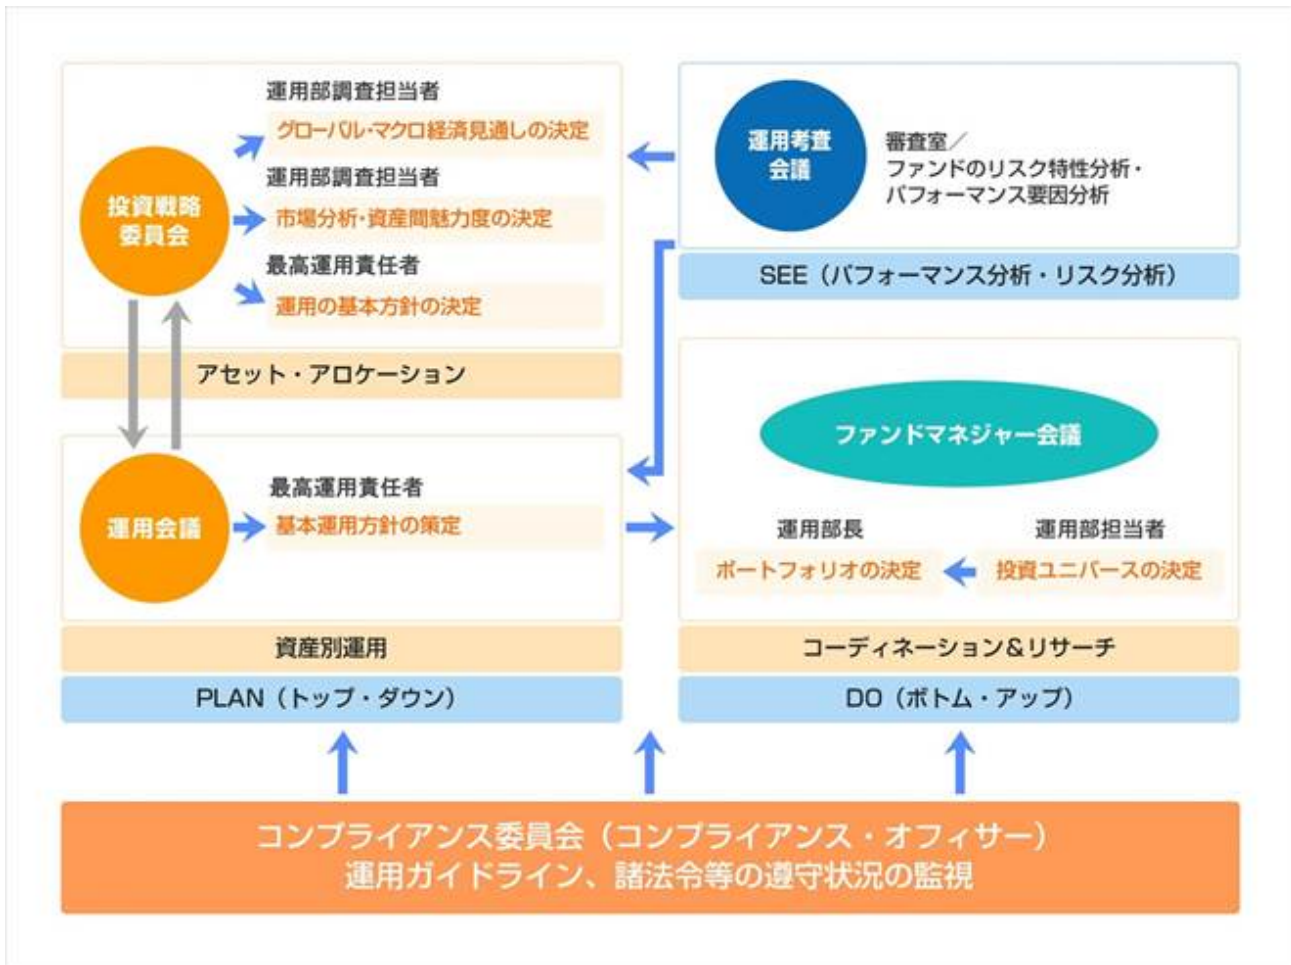 運用部調査担当者
グローバル・マクロ経済見通しの決定
運用部調査担当者
市場分析・資産間魅力度の決定
最高運用責任者
運用の基本方針の決定
投資戦略
委員会
アセット・アロケーション
運用会議
最高運用責任者
基本運用方針の策定
資産別運用
PLAN（トップ・ダウン）
運用考査
会議
審査室／
ファンドのリスク特性分析・
パフォーマンス要因分析
SEE（パフォーマンス分析・リスク分析）
ファンドマネジャー会議
運用部長
ポートフォリオの決定
運用部担当者
投資ユニバースの決定
コーディネーション＆リサーチ
DO（ボトム・アップ）
コンプライアンス委員会（コンプライアンス・オフィサー）
運用ガイドライン、諸法令等の遵守状況の監視